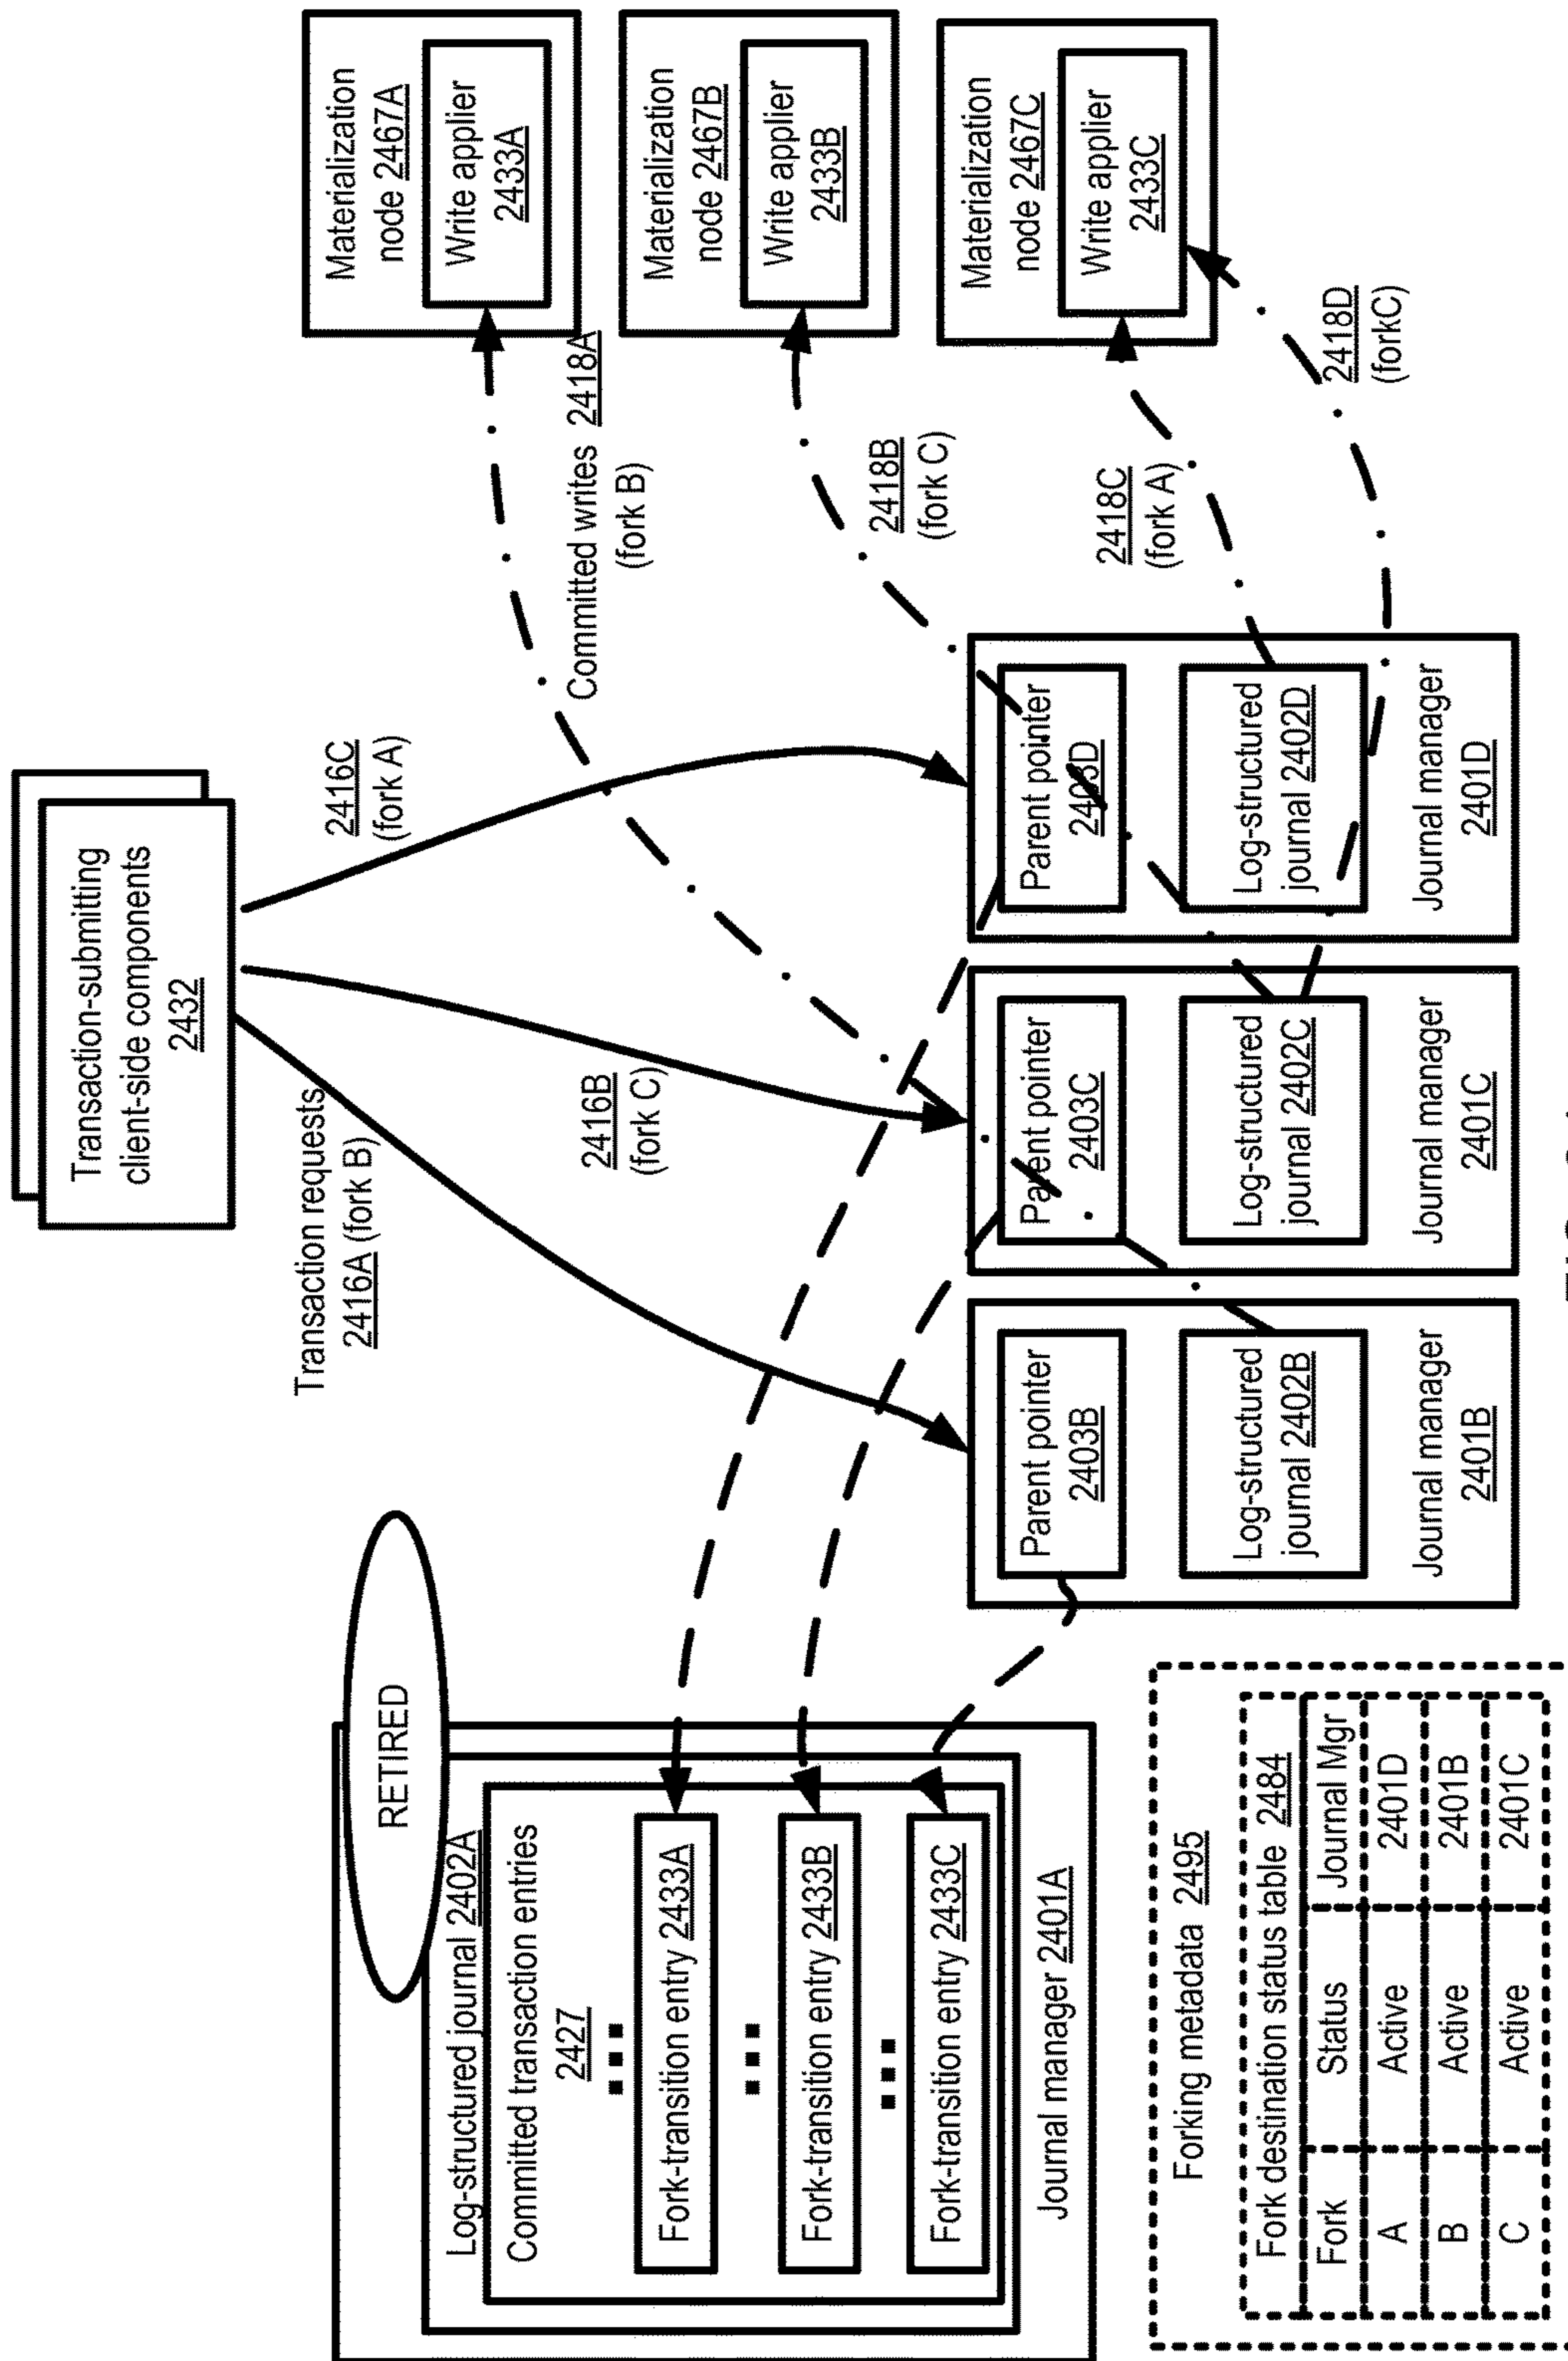 Transaction-submitting
client-side components
2432
Transaction requests
2416A (fork B)
2416B
(fork C)
2416C
(fork A)
RETIRED
Log-structured journal 2402A
Committed transaction entries
2427
Fork-transition entry 2433A
Fork-transition entry 2433B
Fork-transition entry 2433C
Journal manager 2401A
Committed writes 2418A
(fork B)
2418B
(fork C)
2418C
(fork A)
2418D
(forkC)
Materialization
node 2467A
Write applier
2433A
Materialization
node 2467B
Write applier
2433B
Materialization
node 2467C
Write applier
2433C
Parent pointer
2403B
Log-structured
journal 2402B
Journal manager
2401B
Parent pointer
2403C
Log-structured
journal 2402C
Journal manager
2401C
Parent pointer
2403D
Log-structured
journal 2402D
Journal manager
2401D
Forking metadata 2495
Fork destination status table 2484
Fork Status Journal Mgr
A Active 2401D
B Active 2401B
C Active 2401C